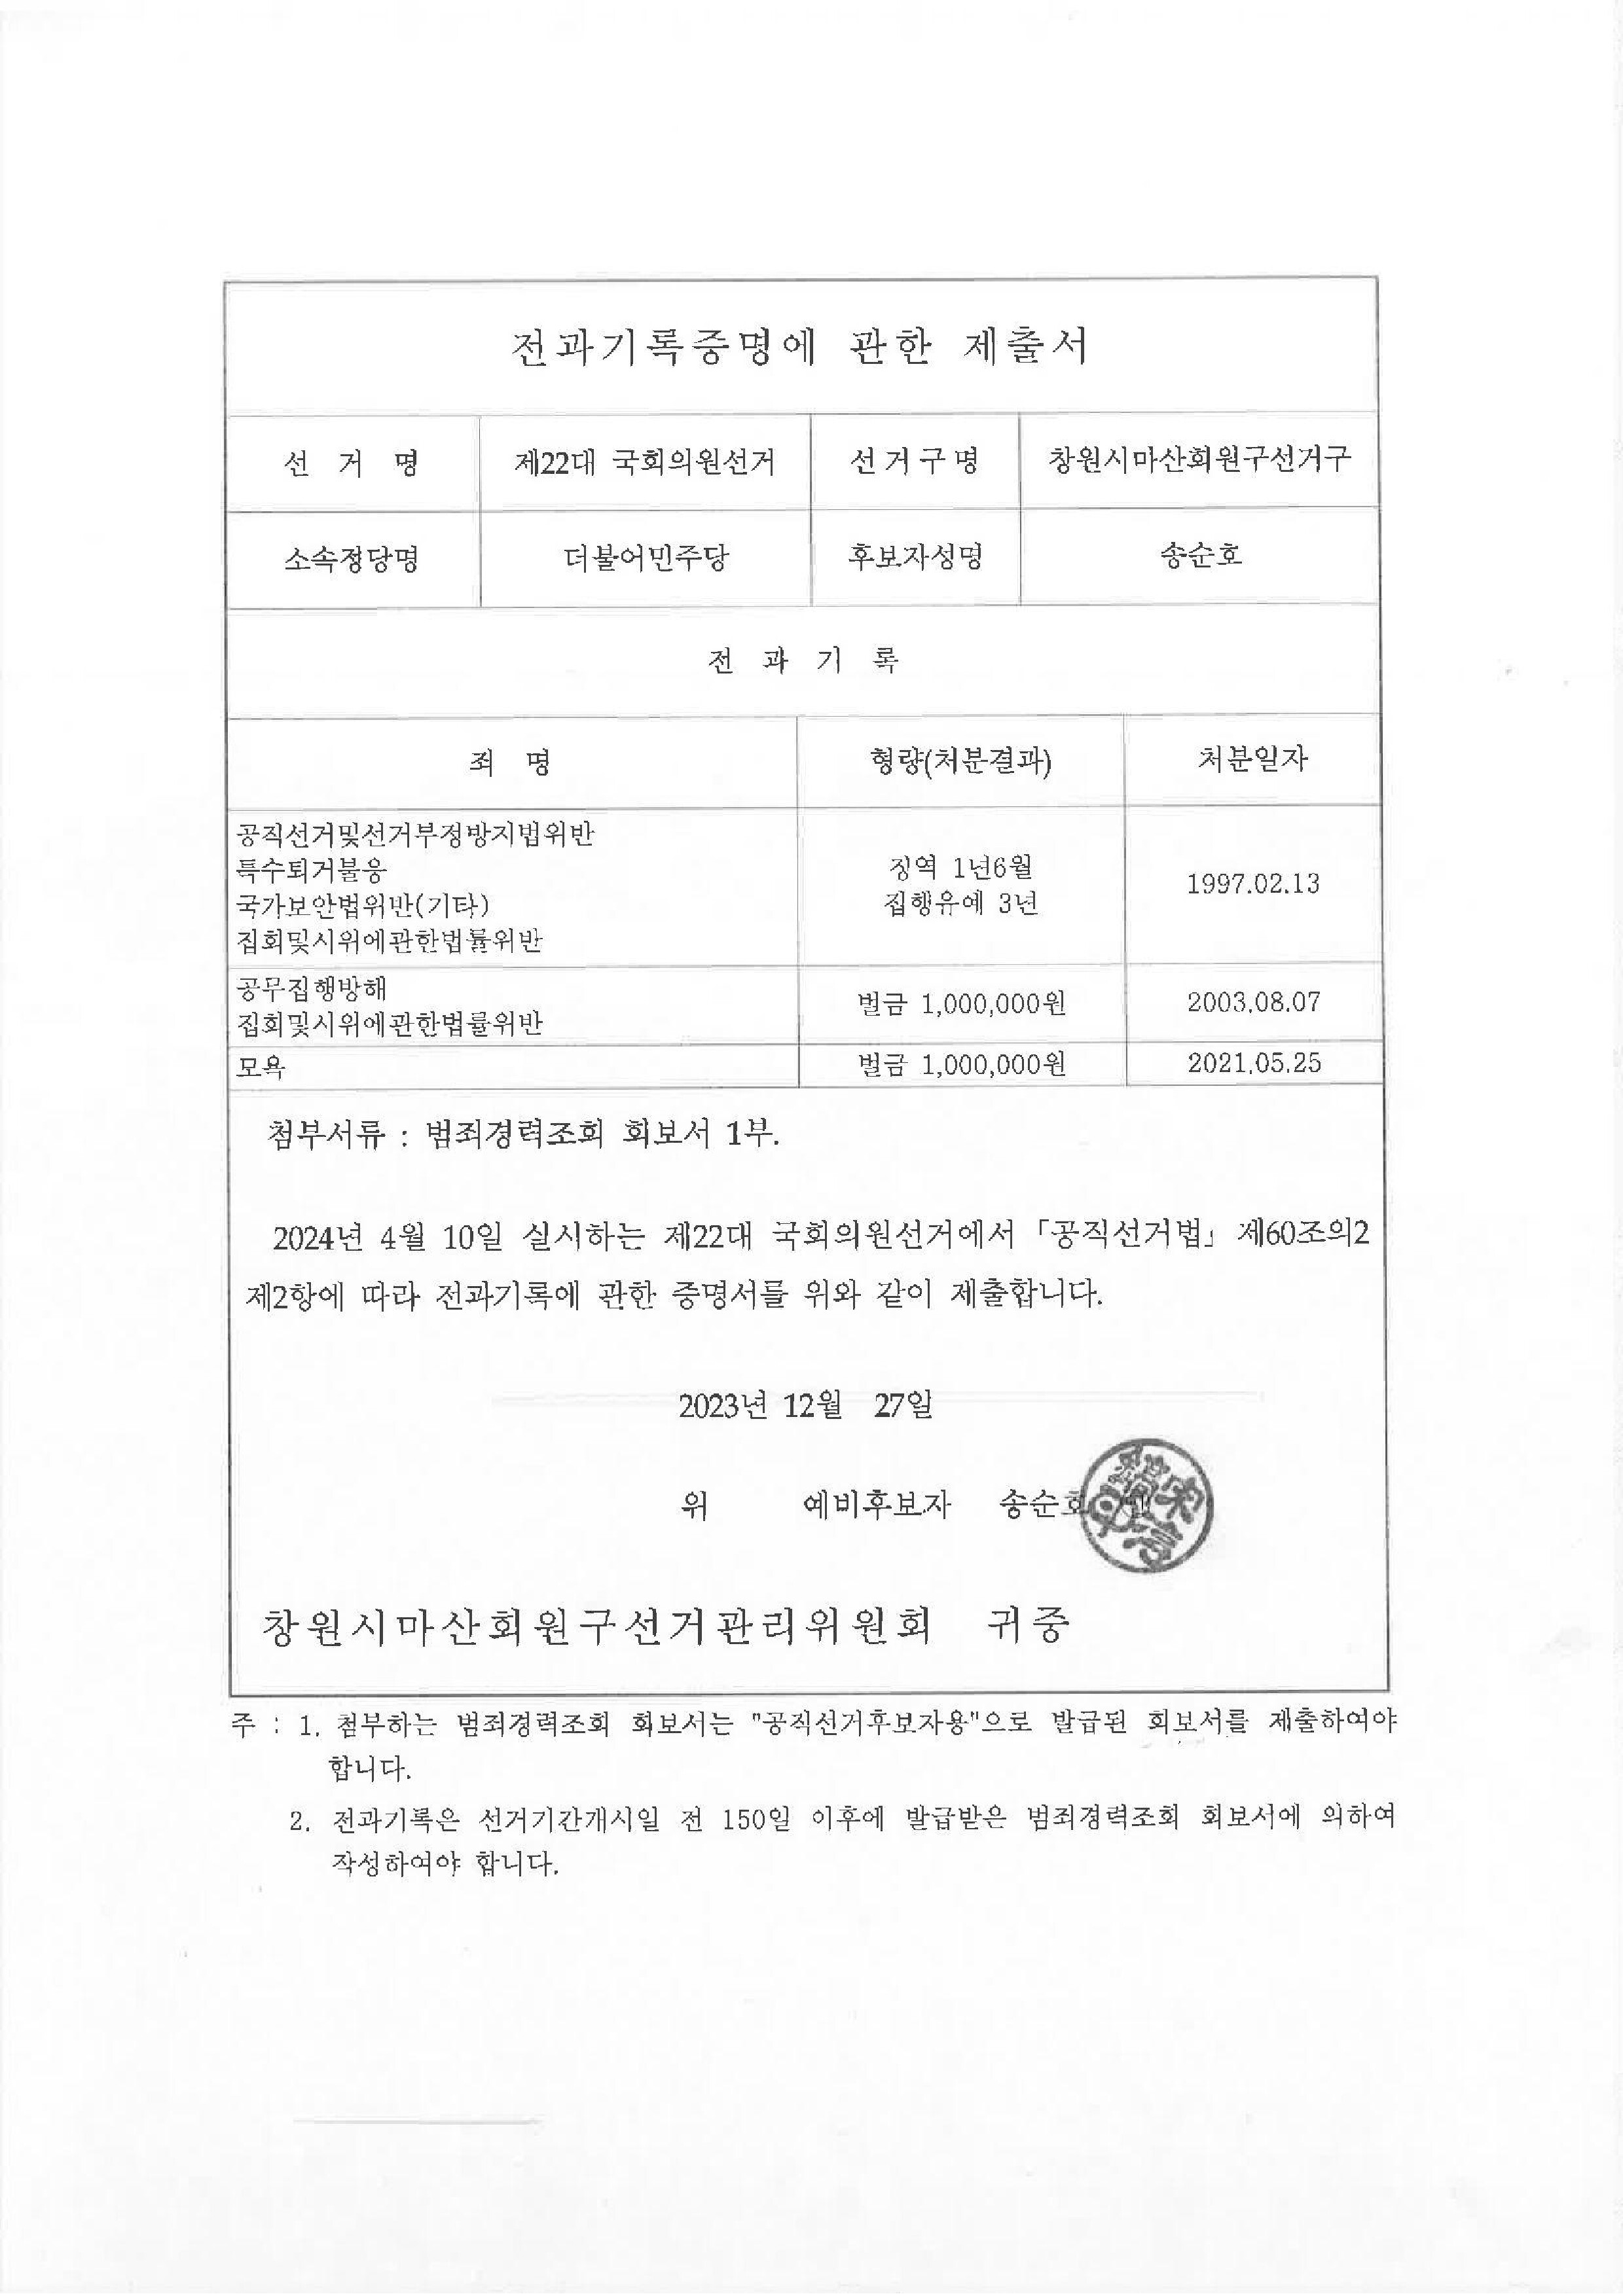 전과기록증명에 관한 제출서
선 거 명 제22대 국회의원선거 선거구명 창원시마산회원구선거구
소속정당명 더불어민주당 후보자성명 송순호
전 과 기 록
죄 명 형량(처분결과) 처분일자
공직선거및선거부정방지법위반
특수퇴거불응
국가보안법위반(기타)
집회및시위에관한법률위반
징역 1년6월
집행유예 3년
1997.02.13
공무집행방해
집회및시위에관한법률위반
벌금 1,000,000원 2003.08.07
모욕 벌금 1,000,000원 2021.05.25
첨부서류 : 범죄경력조회 회보서 1부.
2024년 4월 10일 실시하는 제22대 국회의원선거에서 「공직선거법」 제60조의2
제2항에 따라 전과기록에 관한 증명서를 위와 같이 제출합니다.
2023년 12월 27일
위 예비후보자 송순호
창원시마산회원구선거관리위원회 귀중
주 : 1. 첨부하는 범죄경력조회 회보서는 "공직선거후보자용"으로 발급된 회보서를 제출하여야
합니다.
2. 전과기록은 선거기간개시일 전 150일 이후에 발급받은 범죄경력조회 회보서에 의하여
작성하여야 합니다.